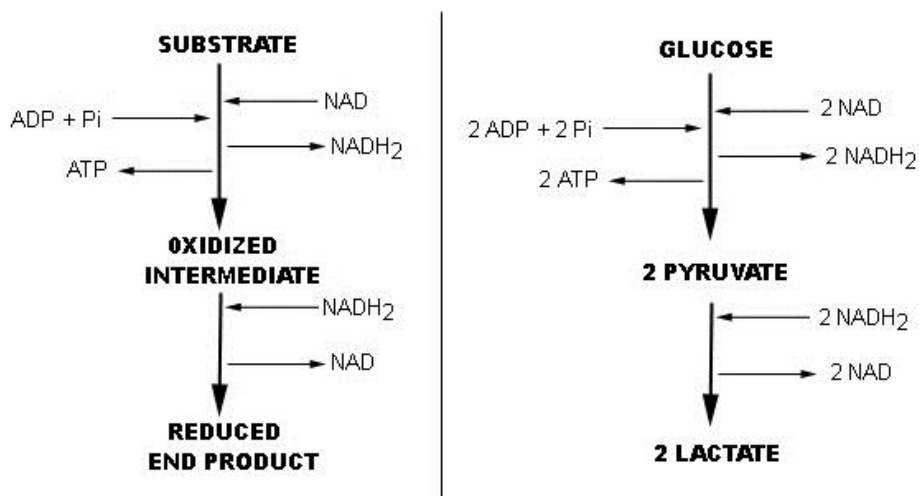 SUBSTRATE
NAD
ADP + Pi
NADH2
ATP
0XIDIZED
INTERMEDIATE
NADH2
NAD
REDUCED
END PRODUCT
GLUCOSE
2 NAD
2 ADP + 2 Pi
2 NADH2
2 ATP
2 PYRUVATE
2 NADH2
2 NAD
2 LACTATE